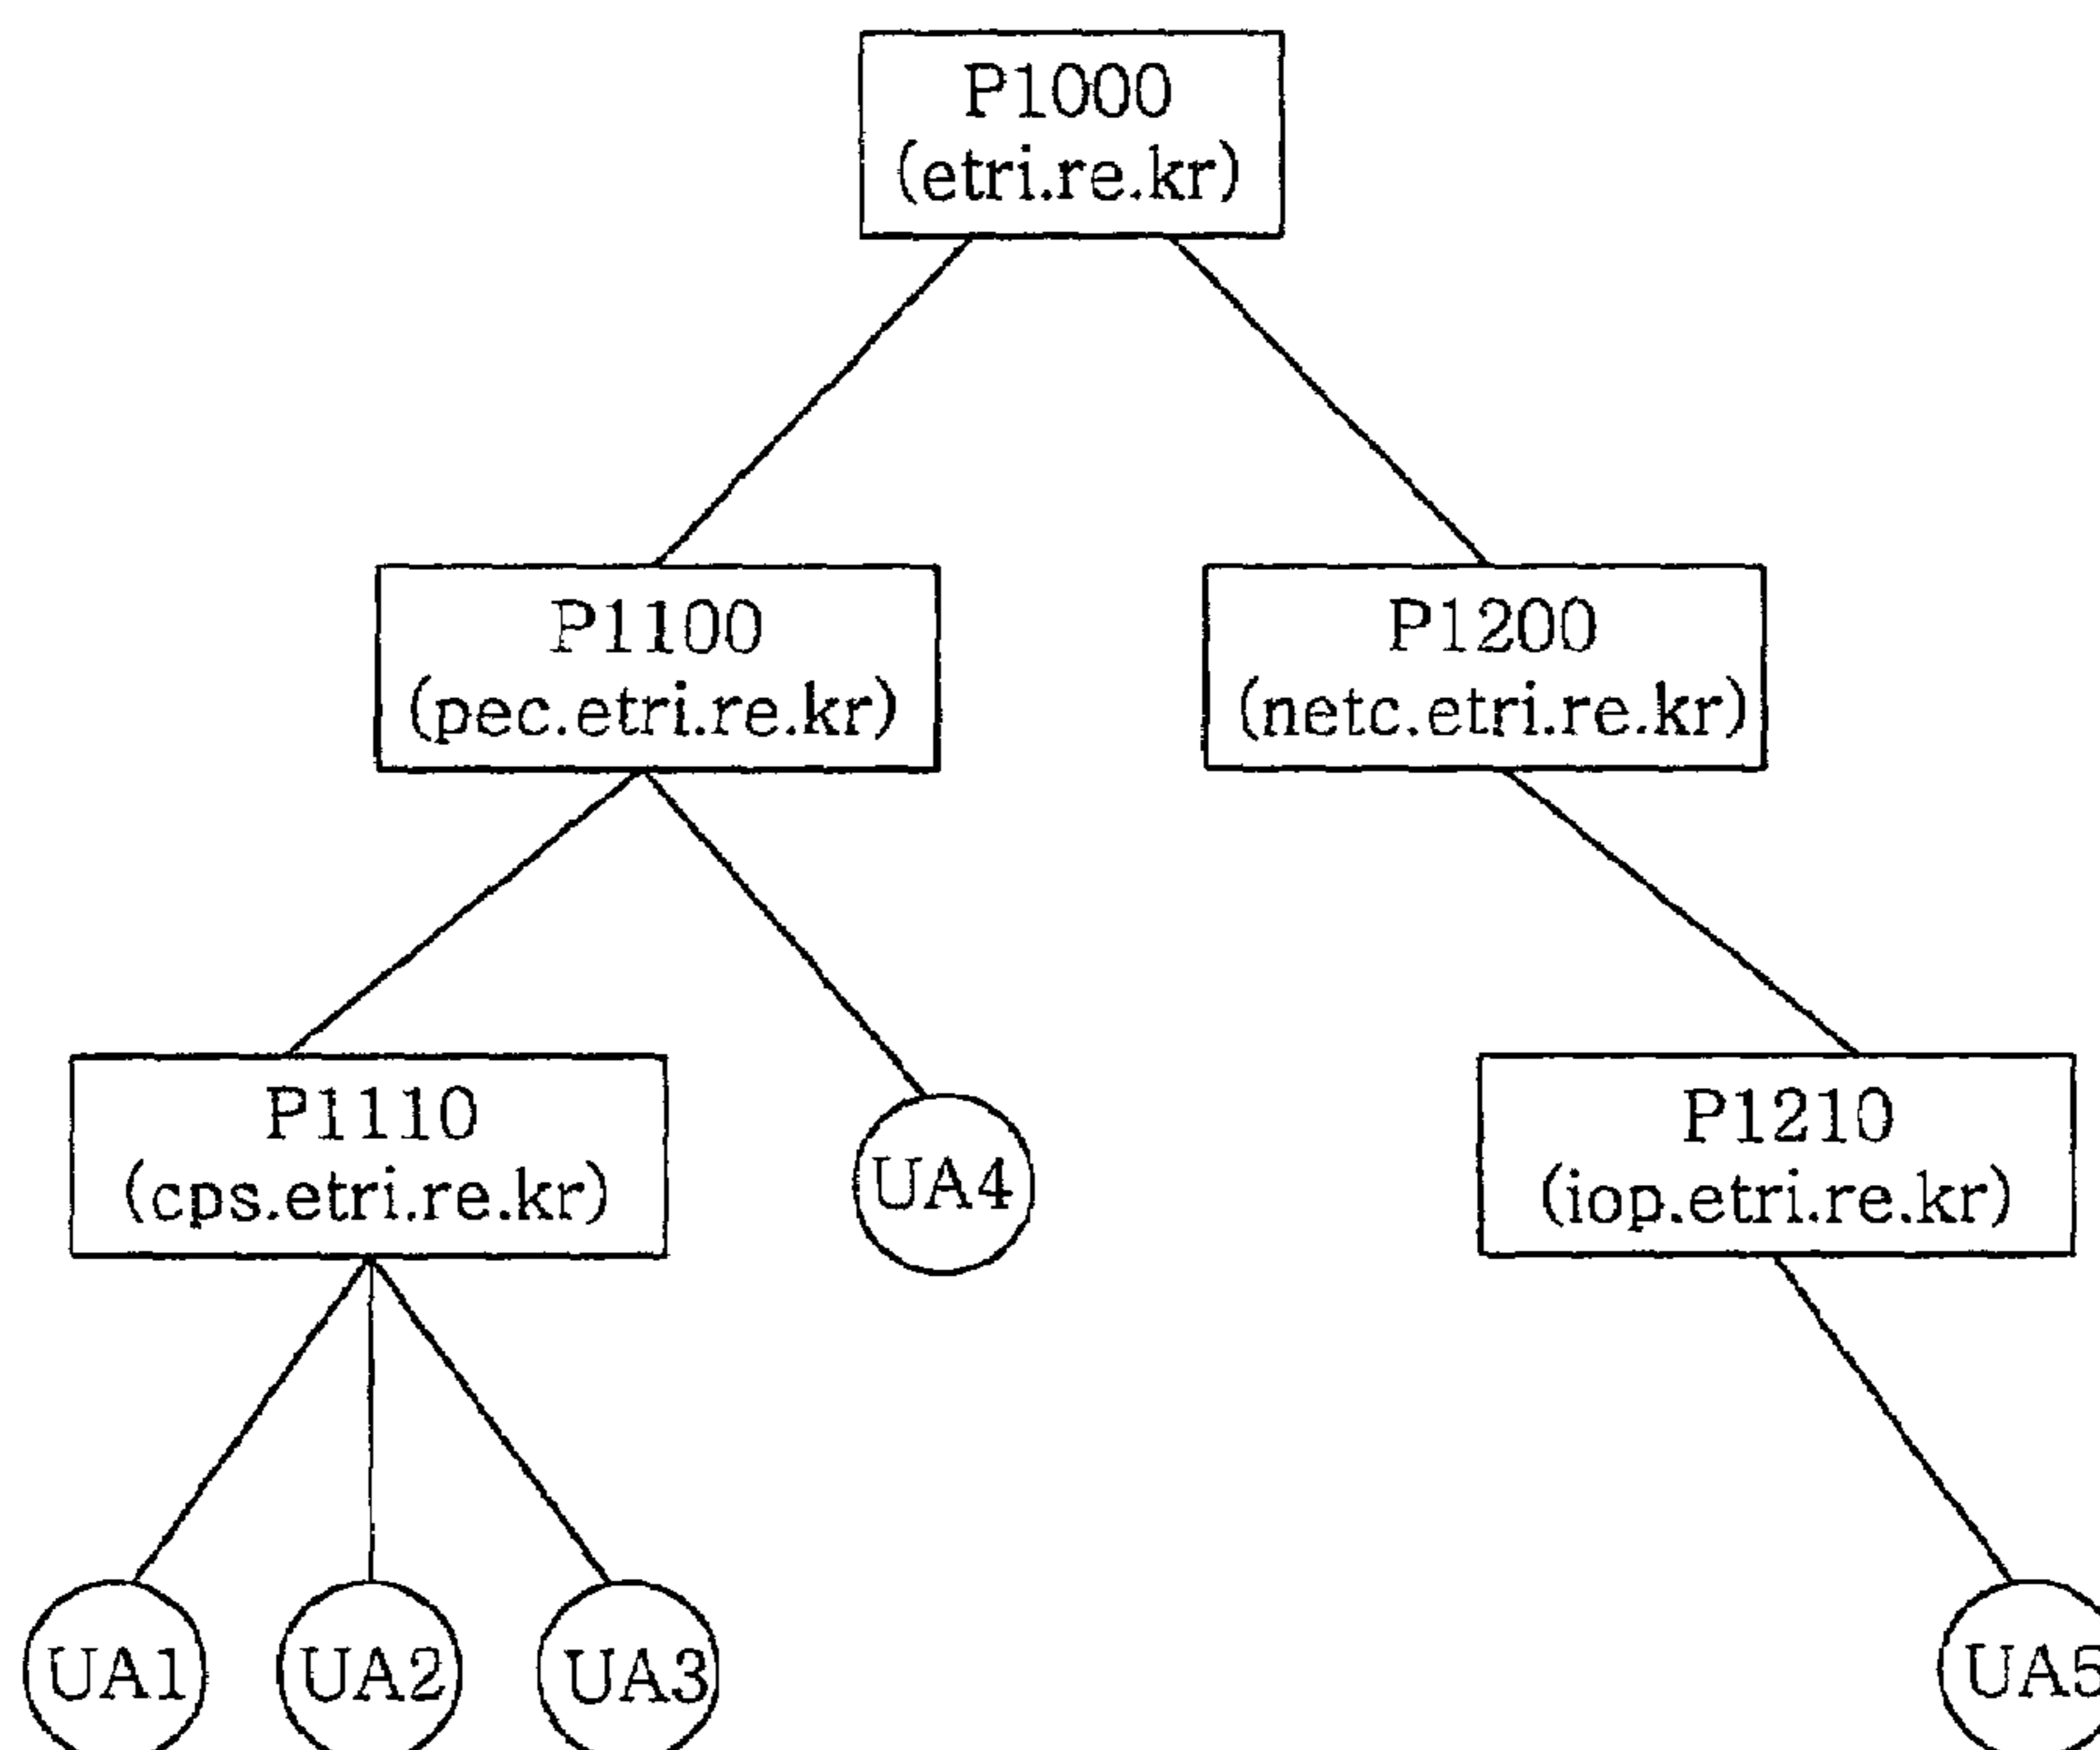 P1000
(etri.re.kr)
P1100
(pec.etri.re.kr)
P1200
(netc.etri.re.kr)
P1110
(cps.etri.re.kr)
UA4
P1210
(iop.etri.re.kr)
UA1
UA2
UA3
UA5